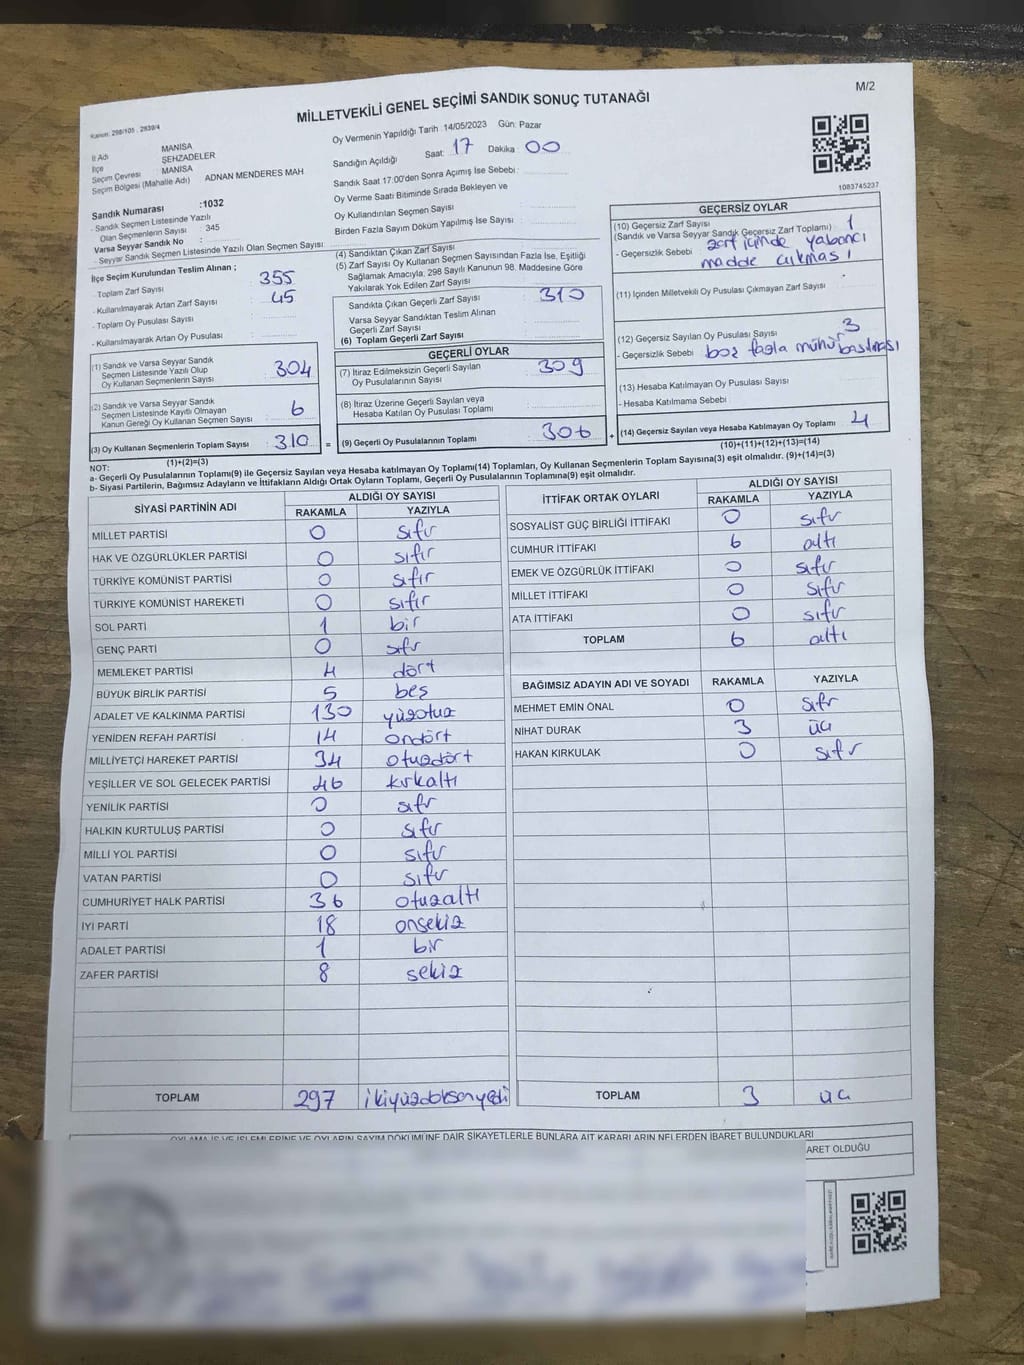 M/2
MİLLETVEKİLİ GENEL SEÇİMİ SANDIK SONUÇ TUTANAĞI
Kanun: 298/105 , 2839/4
İl Adı MANİSA
İlçe ŞEHZADELER
Seçim Çevresi MANİSA
Seçim Bölgesi (Mahalle Adı) ADNAN MENDERES MAH
Sandık Numarası :1032
- Sandık Seçmen Listesinde Yazılı
Olan Seçmenlerin Sayısı : 345
Varsa Seyyar Sandık No :
- Seyyar Sandık Seçmen Listesinde Yazılı Olan Seçmen Sayısı:
Oy Vermenin Yapıldığı Tarih :14/05/2023 Gün: Pazar
Sandığın Açıldığı Saat: 17 Dakika: 00
Sandık Saat 17:00'den Sonra Açımış İse Sebebi :
Oy Verme Saati Bitiminde Sırada Bekleyen ve
Oy Kullandırılan Seçmen Sayısı :
Birden Fazla Sayım Döküm Yapılmış İse Sayısı :
1083745237
İlçe Seçim Kurulundan Teslim Alınan ;
- Toplam Zarf Sayısı : 355
- Kullanılmayarak Artan Zarf Sayısı : 45
- Toplam Oy Pusulası Sayısı :
- Kullanılmayarak Artan Oy Pusulası :
(1) Sandık ve Varsa Seyyar Sandık
Seçmen Listesinde Yazılı Olup
Oy Kullanan Seçmenlerin Sayısı : 304
(2) Sandık ve Varsa Seyyar Sandık
Seçmen Listesinde Kayıtlı Olmayan
Kanun Gereği Oy Kullanan Seçmen Sayısı : 6
(3) Oy Kullanan Seçmenlerin Toplam Sayısı : 310
(1)+(2)=(3)
(4) Sandıktan Çıkan Zarf Sayısı :
(5) Zarf Sayısı Oy Kullanan Seçmen Sayısından Fazla İse, Eşitliği
Sağlamak Amacıyla, 298 Sayılı Kanunun 98. Maddesine Göre
Yakılarak Yok Edilen Zarf Sayısı :
Sandıkta Çıkan Geçerli Zarf Sayısı : 310
Varsa Seyyar Sandıktan Teslim Alınan
Geçerli Zarf Sayısı :
(6) Toplam Geçerli Zarf Sayısı :
GEÇERLİ OYLAR
(7) İtiraz Edilmeksizin Geçerli Sayılan
Oy Pusulalarının Sayısı : 309
(8) İtiraz Üzerine Geçerli Sayılan veya
Hesaba Katılan Oy Pusulası Toplamı :
= (9) Geçerli Oy Pusulalarının Toplamı : 306 +
GEÇERSİZ OYLAR
(10) Geçersiz Zarf Sayısı
(Sandık ve Varsa Seyyar Sandık Geçersiz Zarf Toplamı) : 1
- Geçersizlik Sebebi : zarf içinde yabancı
madde çıkması
(11) İçinden Milletvekili Oy Pusulası Çıkmayan Zarf Sayısı :
(12) Geçersiz Sayılan Oy Pusulası Sayısı : 3
- Geçersizlik Sebebi : fazla mühür basılması
(13) Hesaba Katılmayan Oy Pusulası Sayısı :
- Hesaba Katılmama Sebebi :
(14) Geçersiz Sayılan veya Hesaba Katılmayan Oy Toplamı : 4
(10)+(11)+(12)+(13)=(14)
NOT:
a- Geçerli Oy Pusulalarının Toplamı(9) ile Geçersiz Sayılan veya Hesaba katılmayan Oy Toplamı(14) Toplamları, Oy Kullanan Seçmenlerin Toplam Sayısına(3) eşit olmalıdır. (9)+(14)=(3)
b- Siyasi Partilerin, Bağımsız Adayların ve İttifakların Aldığı Ortak Oyların Toplamı, Geçerli Oy Pusulalarının Toplamına(9) eşit olmalıdır.
SİYASİ PARTİNİN ADI ALDIĞI OY SAYISI
RAKAMLA YAZIYLA
MİLLET PARTİSİ 0 sıfır
HAK VE ÖZGÜRLÜKLER PARTİSİ 0 sıfır
TÜRKİYE KOMÜNİST PARTİSİ 0 sıfır
TÜRKİYE KOMÜNİST HAREKETİ 0 sıfır
SOL PARTİ 1 bir
GENÇ PARTİ 0 sıfır
MEMLEKET PARTİSİ 4 dört
BÜYÜK BİRLİK PARTİSİ 5 beş
ADALET VE KALKINMA PARTİSİ 130 yüzotuz
YENİDEN REFAH PARTİSİ 14 ondört
MİLLİYETÇİ HAREKET PARTİSİ 34 otuzdört
YEŞİLLER VE SOL GELECEK PARTİSİ 46 kırkaltı
YENİLİK PARTİSİ 0 sıfır
HALKIN KURTULUŞ PARTİSİ 0 sıfır
MİLLİ YOL PARTİSİ 0 sıfır
VATAN PARTİSİ 0 sıfır
CUMHURİYET HALK PARTİSİ 36 otuzaltı
İYİ PARTİ 18 onsekiz
ADALET PARTİSİ 1 bir
ZAFER PARTİSİ 8 sekiz
TOPLAM 297 ikiyüzdoksanyedi
İTTİFAK ORTAK OYLARI ALDIĞI OY SAYISI
RAKAMLA YAZIYLA
SOSYALİST GÜÇ BİRLİĞİ İTTİFAKI 0 sıfır
CUMHUR İTTİFAKI 6 altı
EMEK VE ÖZGÜRLÜK İTTİFAKI 0 sıfır
MİLLET İTTİFAKI 0 sıfır
ATA İTTİFAKI 0 sıfır
TOPLAM 6 altı
BAĞIMSIZ ADAYIN ADI VE SOYADI RAKAMLA YAZIYLA
MEHMET EMİN ÖNAL 0 sıfır
NİHAT DURAK 3 üç
HAKAN KIRKULAK 0 sıfır
TOPLAM 3 üç
OYLAMA İŞ VE İŞLEMLERİNE VE OYLARIN SAYIM DÖKÜMÜNE DAİR ŞİKAYETLERLE BUNLARA AİT KARARLARIN NELERDEN İBARET BULUNDUKLARI
ARET OLDUĞU